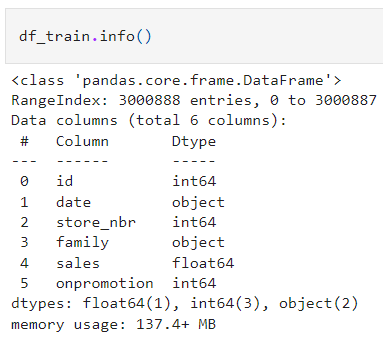 df_train.info()
<class 'pandas.core.frame.DataFrame'>
RangeIndex: 3000888 entries, 0 to 3000887
Data columns (total 6 columns):
 #   Column       Dtype
---  ------       -----
 0   id           int64
 1   date         object
 2   store_nbr    int64
 3   family       object
 4   sales        float64
 5   onpromotion  int64
dtypes: float64(1), int64(3), object(2)
memory usage: 137.4+ MB